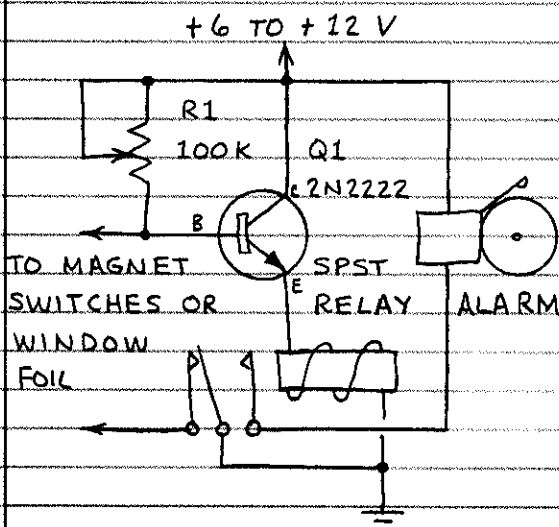 +6 TO +12 V
R1
100K
Q1
C 2N2222
B
E
TO MAGNET
SWITCHES OR
WINDOW
FOIL
SPST
RELAY
ALARM